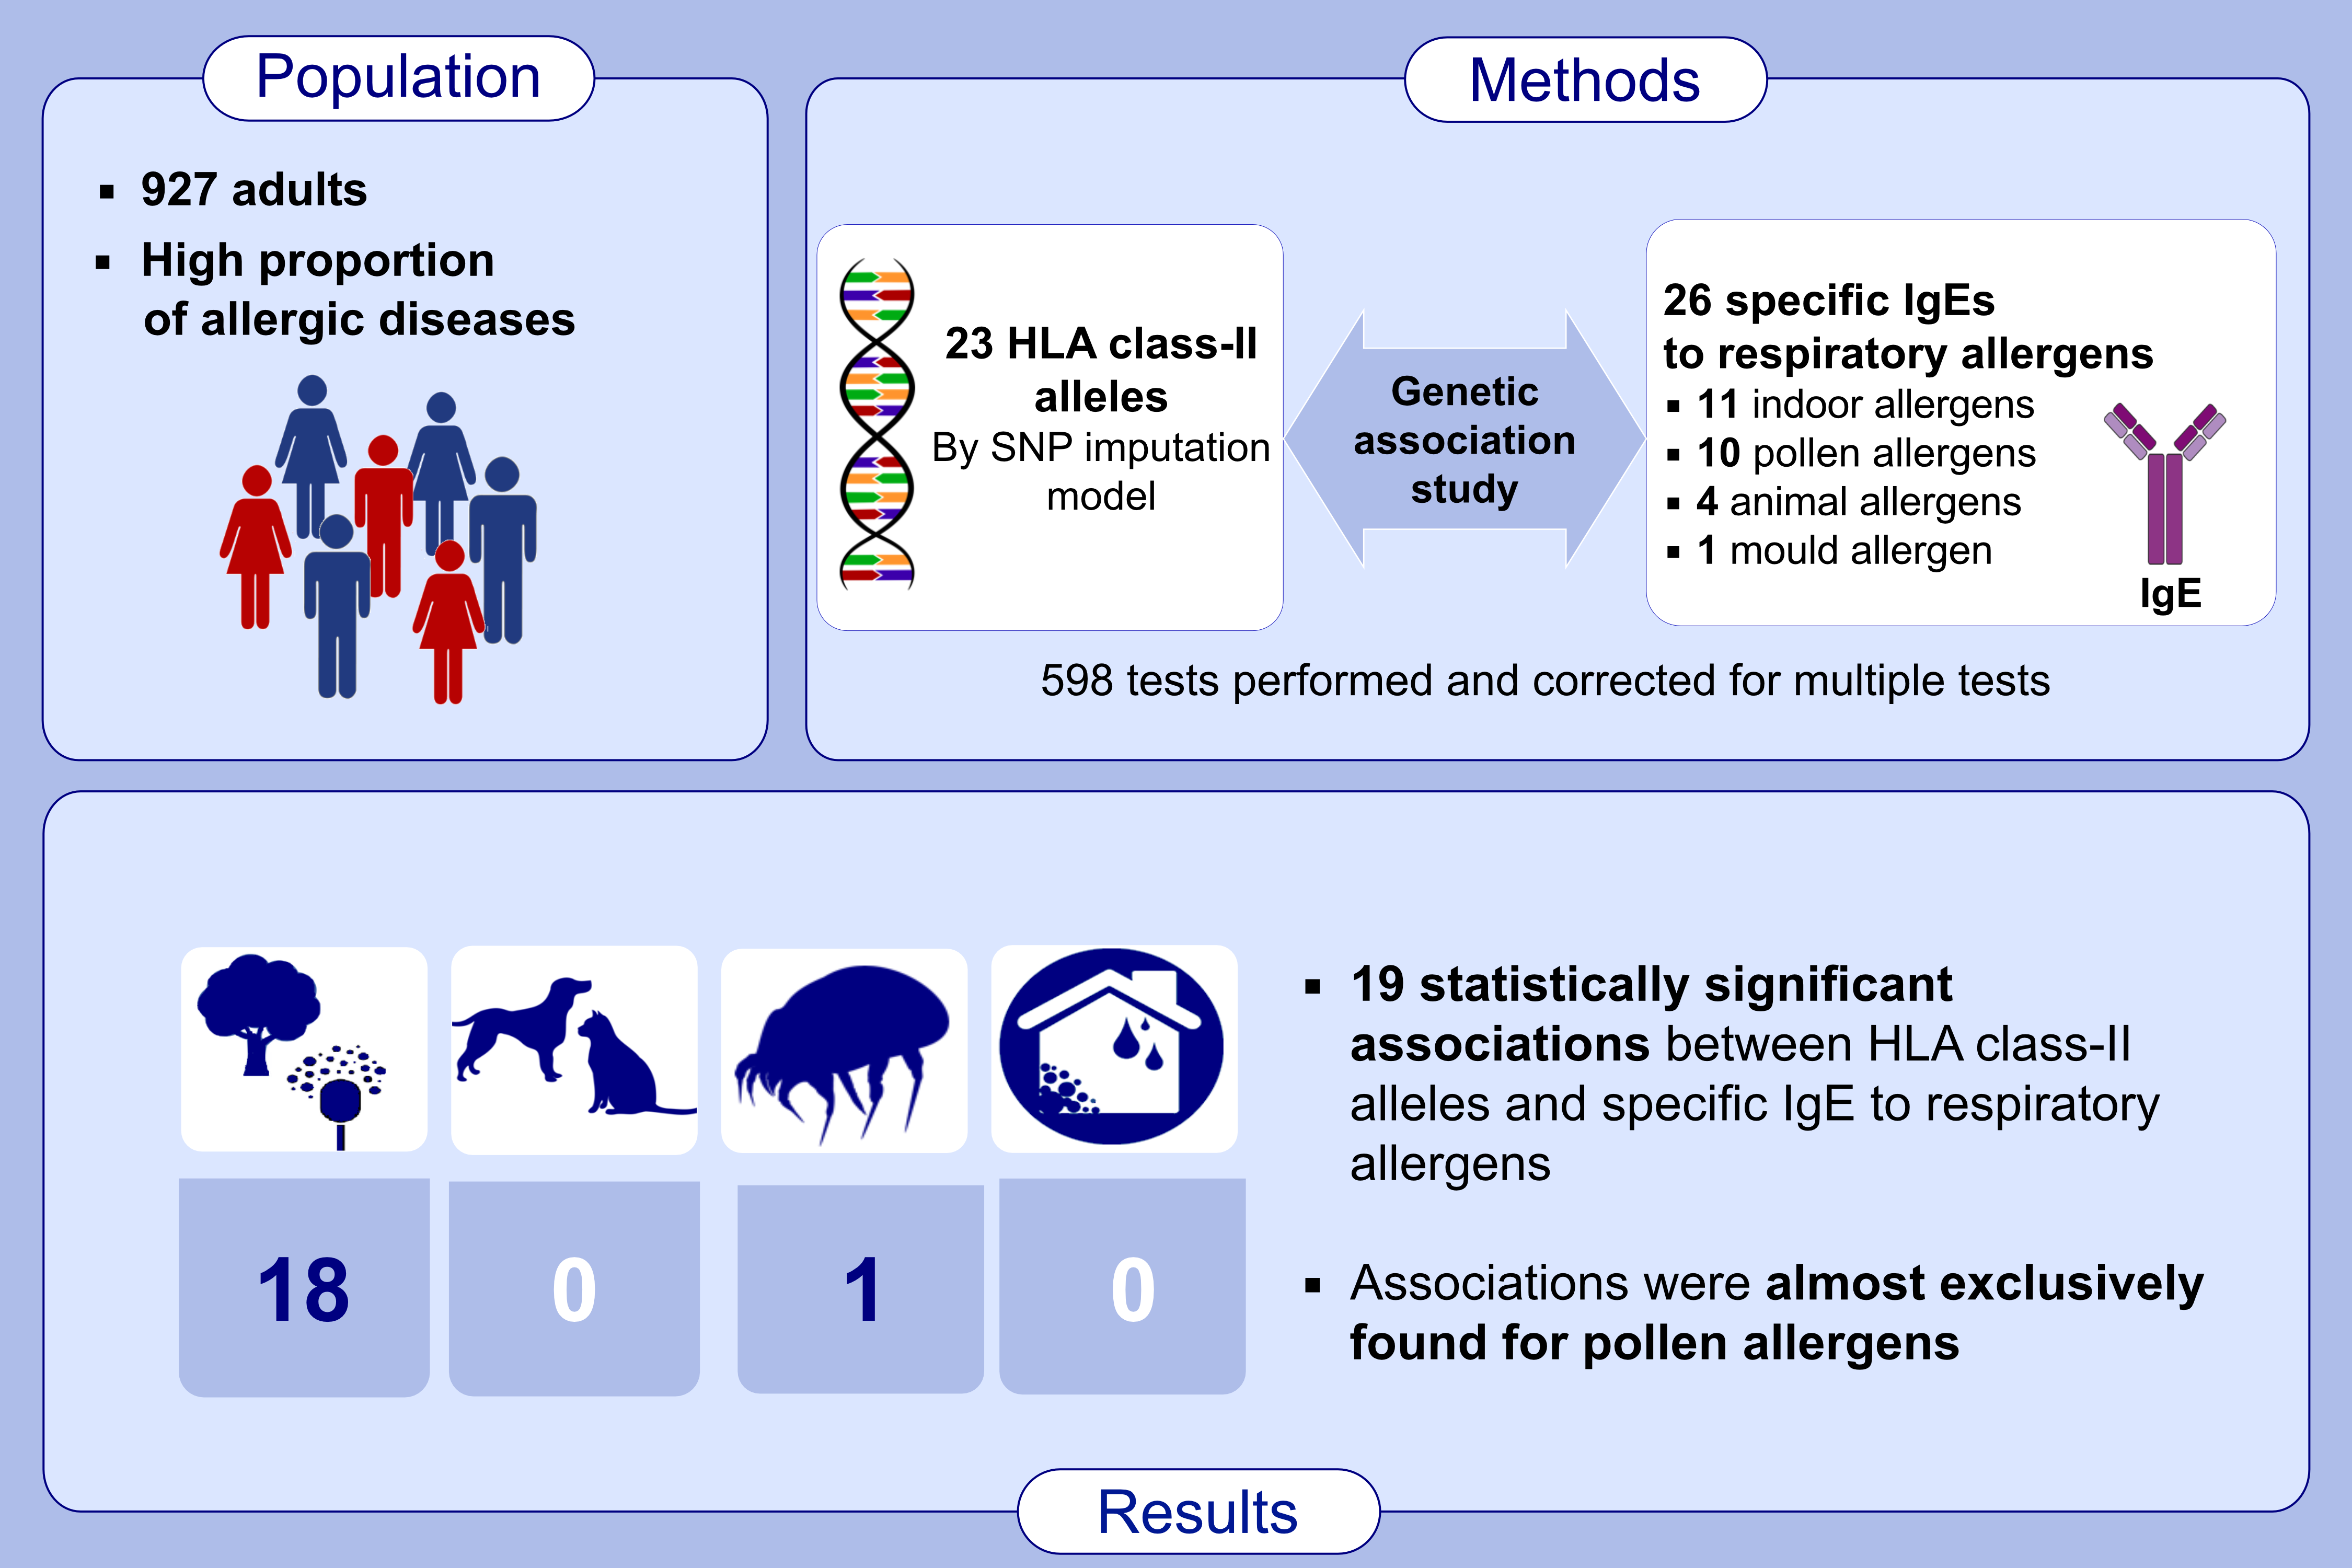 Population
▪ 927 adults
▪ High proportion
of allergic diseases
Methods
23 HLA class-II
alleles
By SNP imputation
model
Genetic
association
study
26 specific IgEs
to respiratory allergens
▪ 11 indoor allergens
▪ 10 pollen allergens
▪ 4 animal allergens
▪ 1 mould allergen
IgE
598 tests performed and corrected for multiple tests
18
0
1
0
▪ 19 statistically significant
associations between HLA class-II
alleles and specific IgE to respiratory
allergens
▪ Associations were almost exclusively
found for pollen allergens
Results